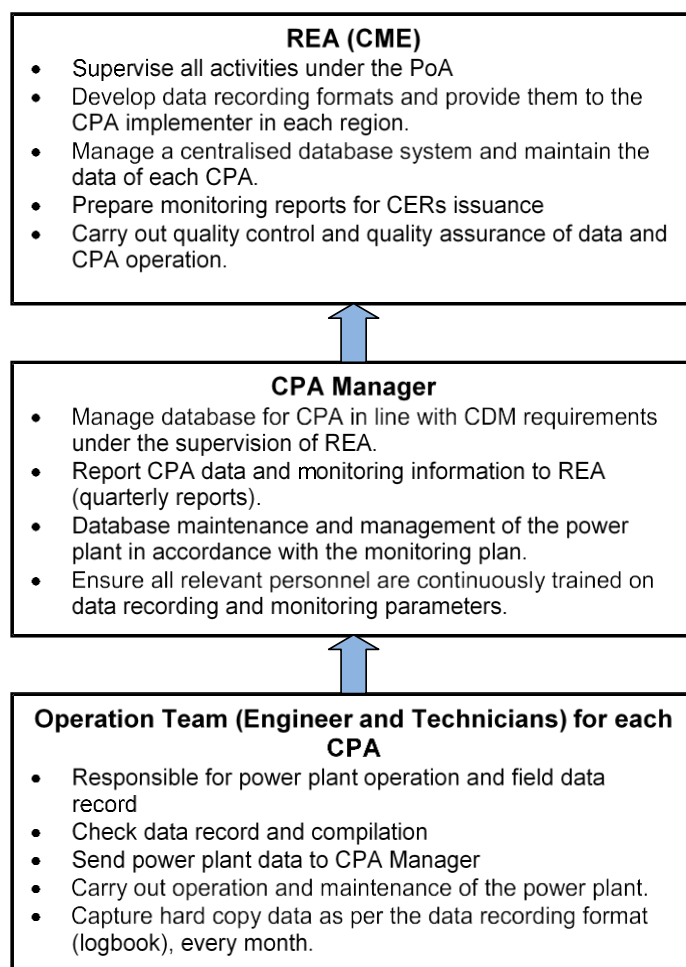 REA (CME)
• Supervise all activities under the PoA
• Develop data recording formats and provide them to the
CPA implementer in each region.
• Manage a centralised database system and maintain the
data of each CPA.
• Prepare monitoring reports for CERs issuance
• Carry out quality control and quality assurance of data and
CPA operation.
CPA Manager
• Manage database for CPA in line with CDM requirements
under the supervision of REA.
• Report CPA data and monitoring information to REA
(quarterly reports).
• Database maintenance and management of the power
plant in accordance with the monitoring plan.
• Ensure all relevant personnel are continuously trained on
data recording and monitoring parameters.
Operation Team (Engineer and Technicians) for each
CPA
• Responsible for power plant operation and field data
record
• Check data record and compilation
• Send power plant data to CPA Manager
• Carry out operation and maintenance of the power plant.
• Capture hard copy data as per the data recording format
(logbook), every month.